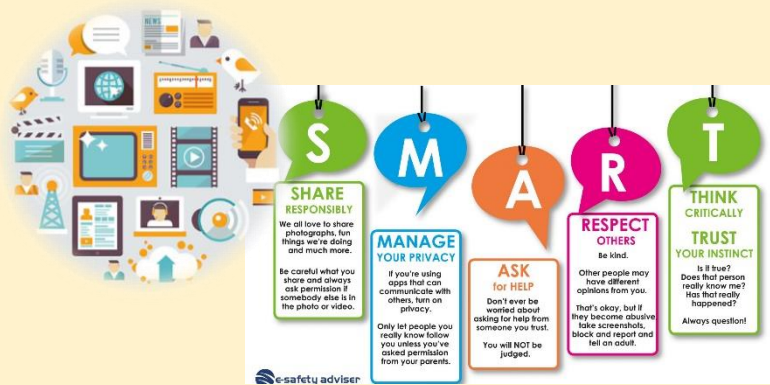 NEWS
S
SHARE
RESPONSIBLY
We all love to share
photographs, fun
things we're doing
and much more.
Be careful what you
share and always
ask permission if
somebody else is in
the photo or video.
M
MANAGE
YOUR PRIVACY
If you're using
apps that can
communicate with
others, turn on
privacy.
Only let people you
really know follow
you unless you've
asked permission
from your parents.
A
ASK
for HELP
Don't ever be
worried about
asking for help from
someone you trust.
You will NOT be
judged.
R
RESPECT
OTHERS
Be kind.
Other people may
have different
opinions from you.
That's okay, but if
they become abusive
take screenshots,
block and report and
tell an adult.
T
THINK
CRITICALLY
TRUST
YOUR INSTINCT
Is it true?
Does that person
really know me?
Has that really
happened?
Always question!
e-safety adviser